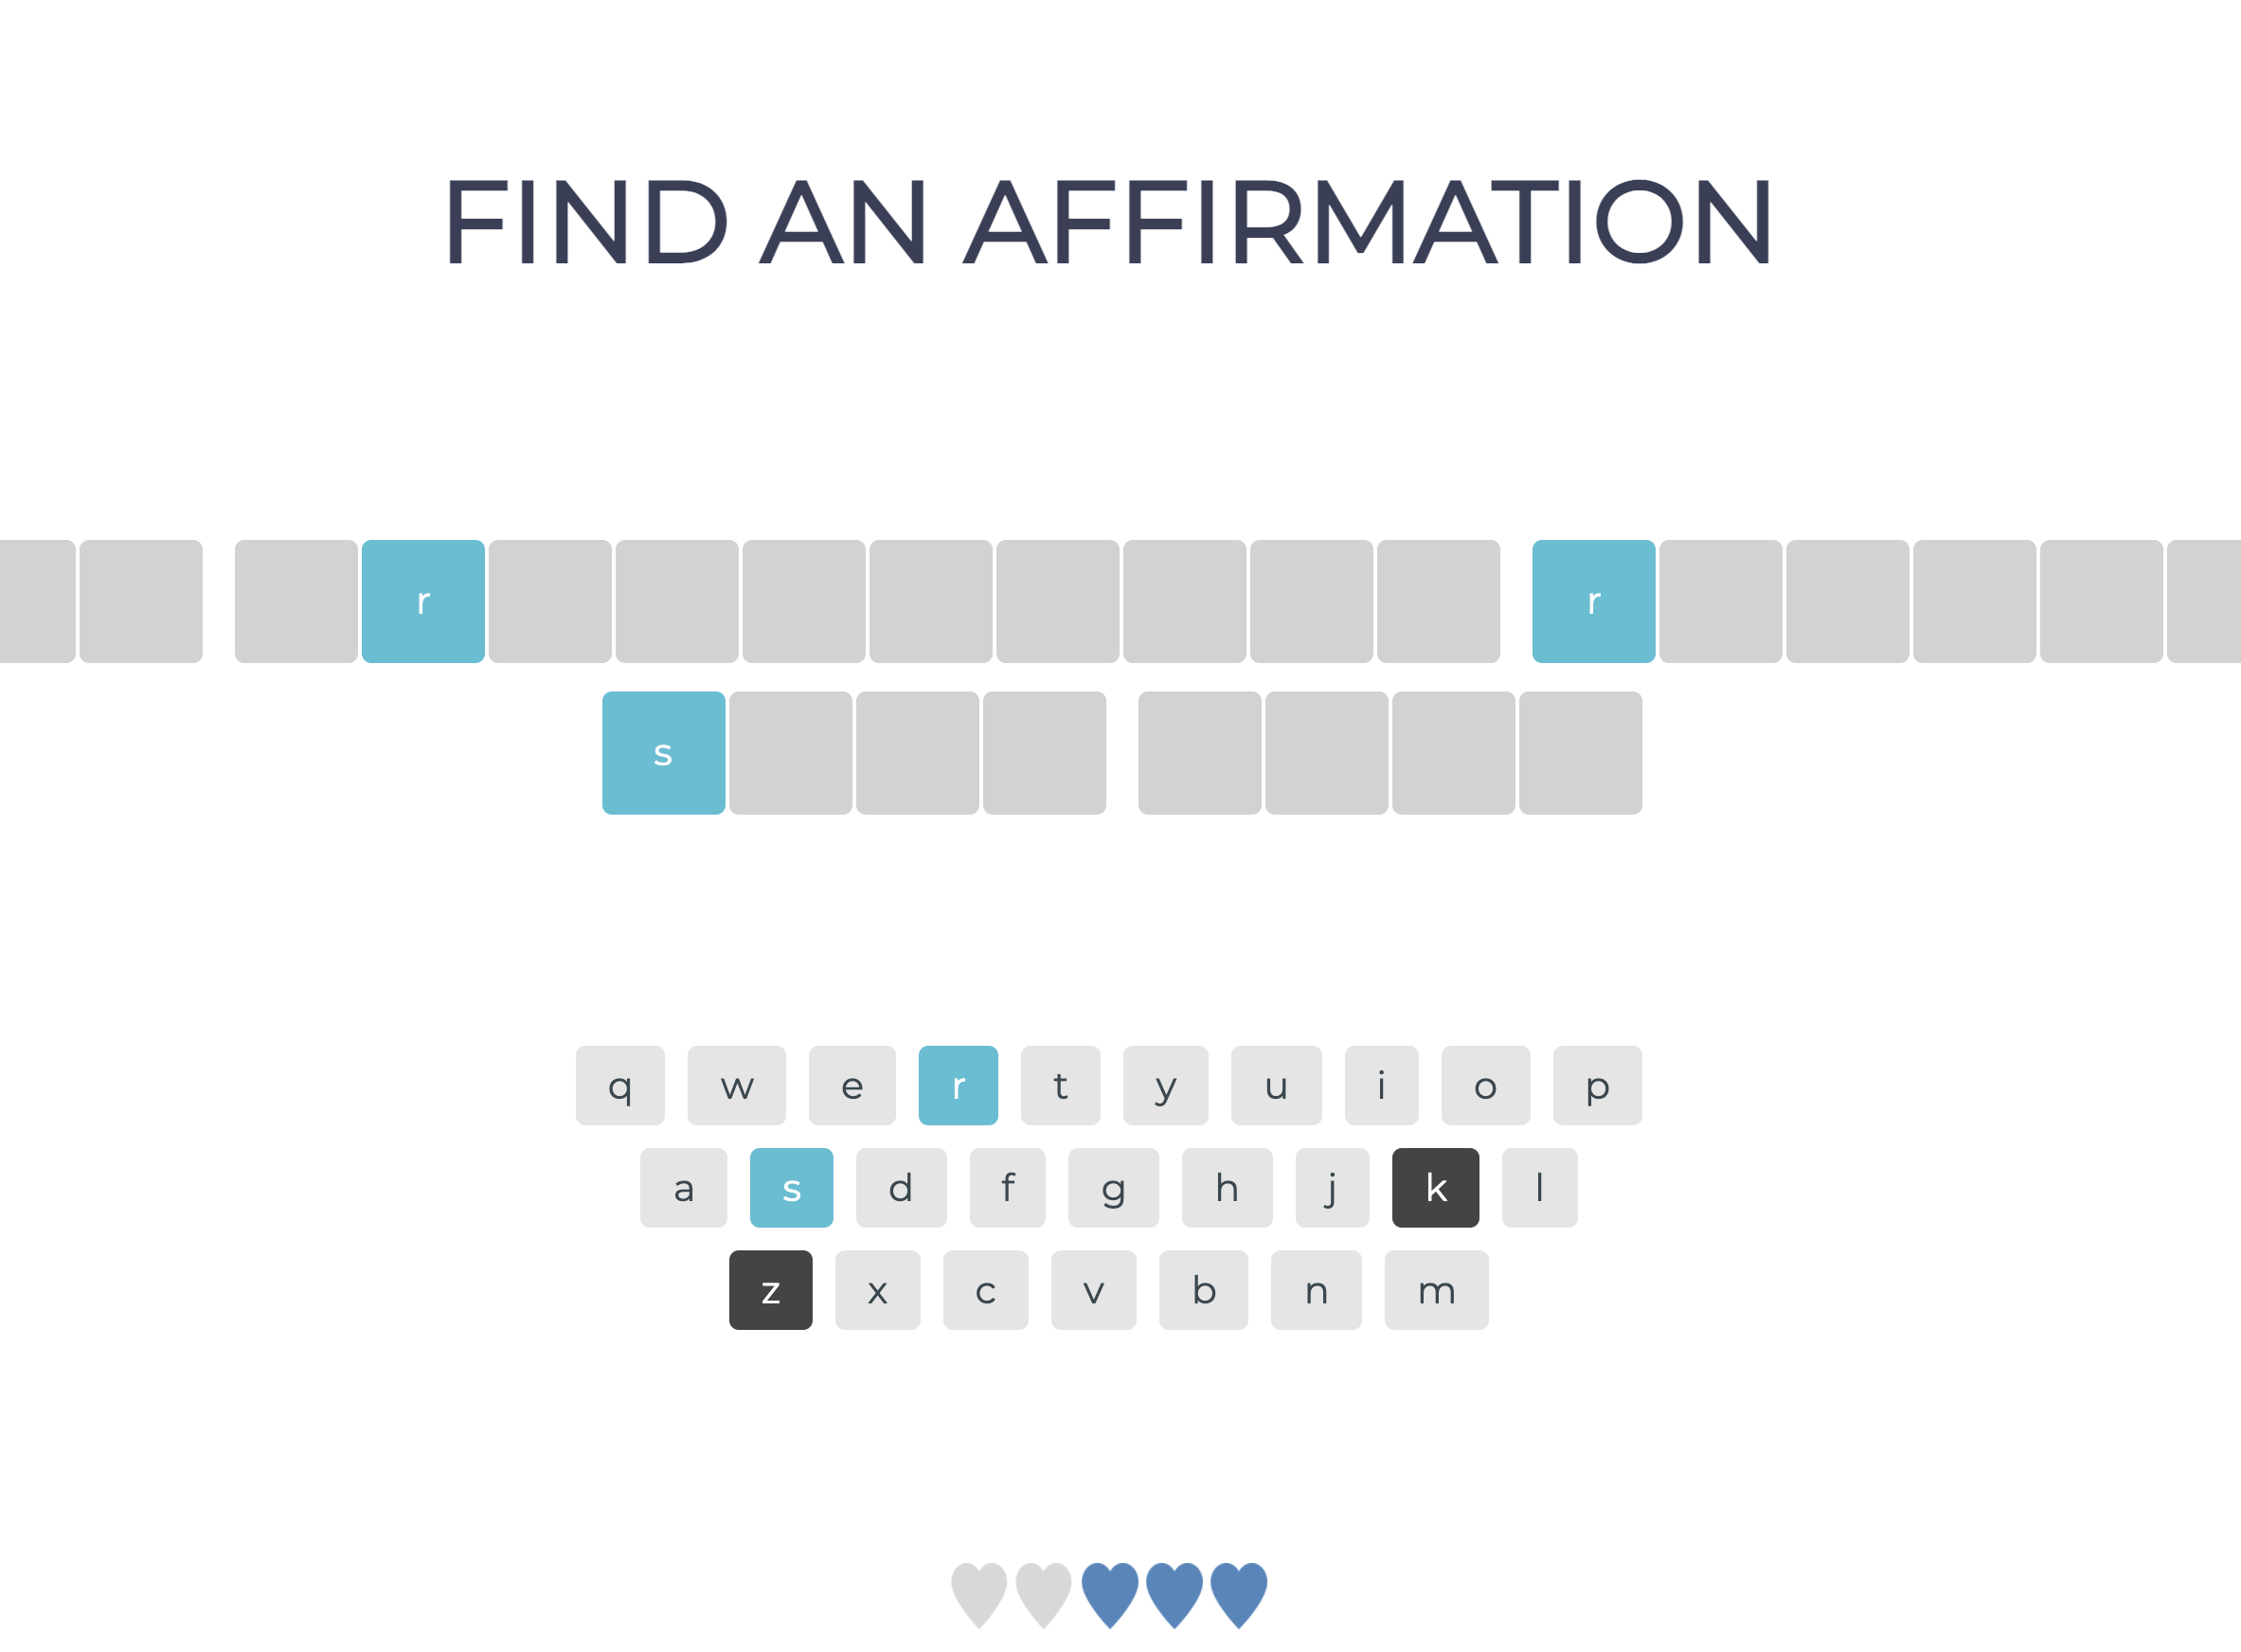 FIND AN AFFIRMATION
r r
s
q w e r t y u i o p
a s d f g h j k l
z x c v b n m